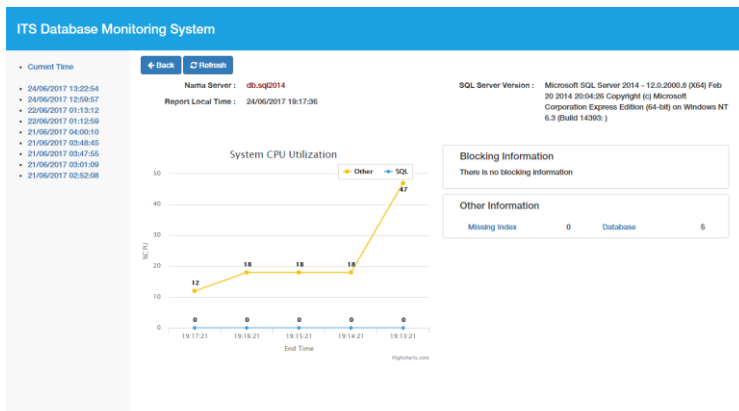 ITS Database Monitoring System
Current Time
24/06/2017 13:22:54
24/06/2017 12:59:57
22/06/2017 01:13:12
22/06/2017 01:12:59
21/06/2017 04:00:10
21/06/2017 03:48:45
21/06/2017 03:47:55
21/06/2017 03:01:09
21/06/2017 02:52:08
Back Refresh
Nama Server : db.sql2014
Report Local Time : 24/06/2017 19:17:36
SQL Server Version : Microsoft SQL Server 2014 - 12.0.2000.8 (X64) Feb
20 2014 20:04:26 Copyright (c) Microsoft
Corporation Express Edition (64-bit) on Windows NT
6.3 (Build 14393: )
System CPU Utilization
Other SQL
50
40
30
20
10
0
%CPU
12 18 18 18 47
0 0 0 0 0
19:17:21 19:16:21 19:15:21 19:14:21 19:13:21
End Time
Highcharts.com
Blocking Information
There is no blocking information
Other Information
Missing Index 0 Database 5